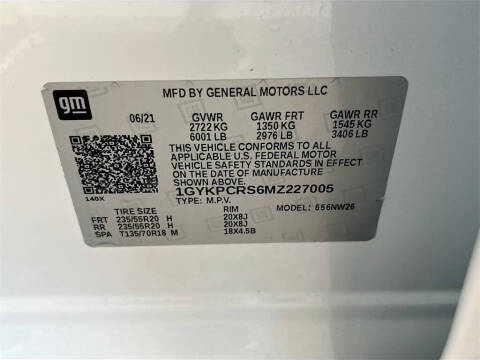 gm
MFD BY GENERAL MOTORS LLC
06/21 GVWR GAWR FRT GAWR RR
2722 KG 1350 KG 1545 KG
6001 LB 2976 LB 3406 LB
THIS VEHICLE CONFORMS TO ALL
APPLICABLE U.S. FEDERAL MOTOR
VEHICLE SAFETY STANDARDS IN EFFECT
ON THE DATE OF MANUFACTURE
SHOWN ABOVE.
1GYKPCRS6MZ227005
TYPE: M.P.V. MODEL: 656NW26
140X
TIRE SIZE RIM
FRT 235/55R20 H 20X8J
RR 235/55R20 H 20X8J
SPA T135/70R18 M 18X4.5B